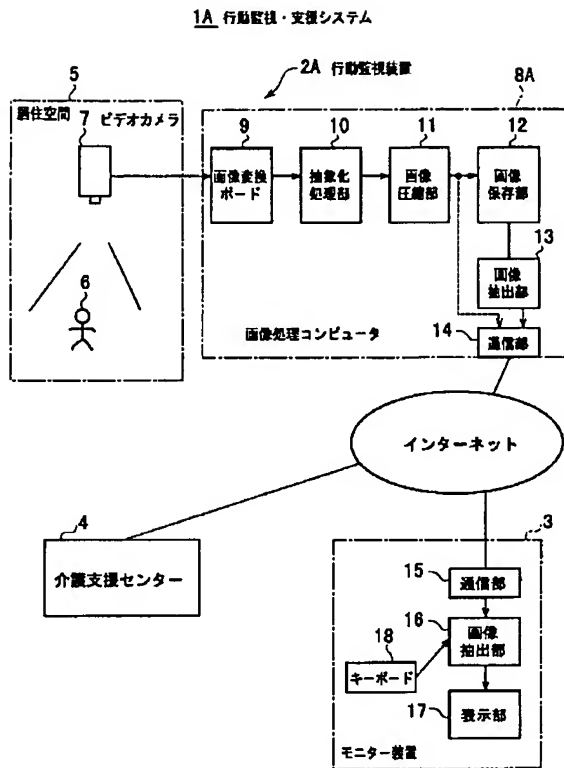 1A 行動監視・支援システム
2A 行動監視装置
5
居住空間
7 ビデオカメラ
6
8A
9
画像変換
ボード
10
抽象化
処理部
11
画像
圧縮部
12
画像
保存部
13
画像
抽出部
14
通信部
画像処理コンピュータ
インターネット
4
介護支援センター
3
15
通信部
16
画像
抽出部
18
キーボード
17
表示部
モニター装置